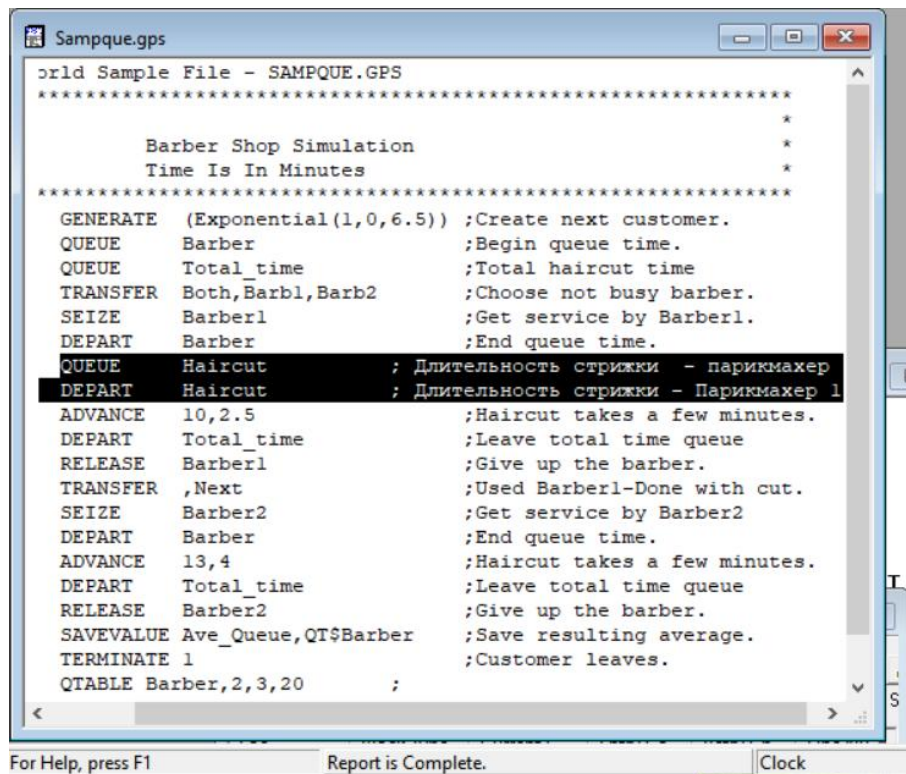 Sampque.gps
orld Sample File - SAMPQUE.GPS
**************************************************************
*
Barber Shop Simulation *
Time Is In Minutes *
**************************************************************
GENERATE (Exponential(1,0,6.5)) ;Create next customer.
QUEUE Barber ;Begin queue time.
QUEUE Total_time ;Total haircut time
TRANSFER Both,Barb1,Barb2 ;Choose not busy barber.
SEIZE Barber1 ;Get service by Barber1.
DEPART Barber ;End queue time.
QUEUE Haircut ; Длительность стрижки - парикмахер
DEPART Haircut ; Длительность стрижки - Парикмахер 1
ADVANCE 10,2.5 ;Haircut takes a few minutes.
DEPART Total_time ;Leave total time queue
RELEASE Barber1 ;Give up the barber.
TRANSFER ,Next ;Used Barber1-Done with cut.
SEIZE Barber2 ;Get service by Barber2
DEPART Barber ;End queue time.
ADVANCE 13,4 ;Haircut takes a few minutes.
DEPART Total_time ;Leave total time queue
RELEASE Barber2 ;Give up the barber.
SAVEVALUE Ave_Queue,QT$Barber ;Save resulting average.
TERMINATE 1 ;Customer leaves.
QTABLE Barber,2,3,20 ;
For Help, press F1 Report is Complete. Clock